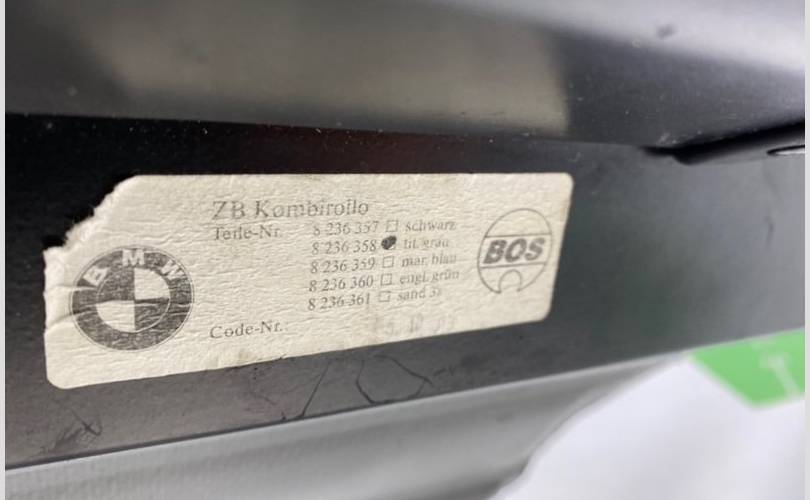 ZB Kombirollo
Teile-Nr. 8 236 357 ☐ schwarz
8 236 358 tit. grau
8 236 359 ☐ mar. blau
8 236 360 ☐ engl. grün
8 236 361 ☐ sand
Code-Nr.:
BMW
BOS